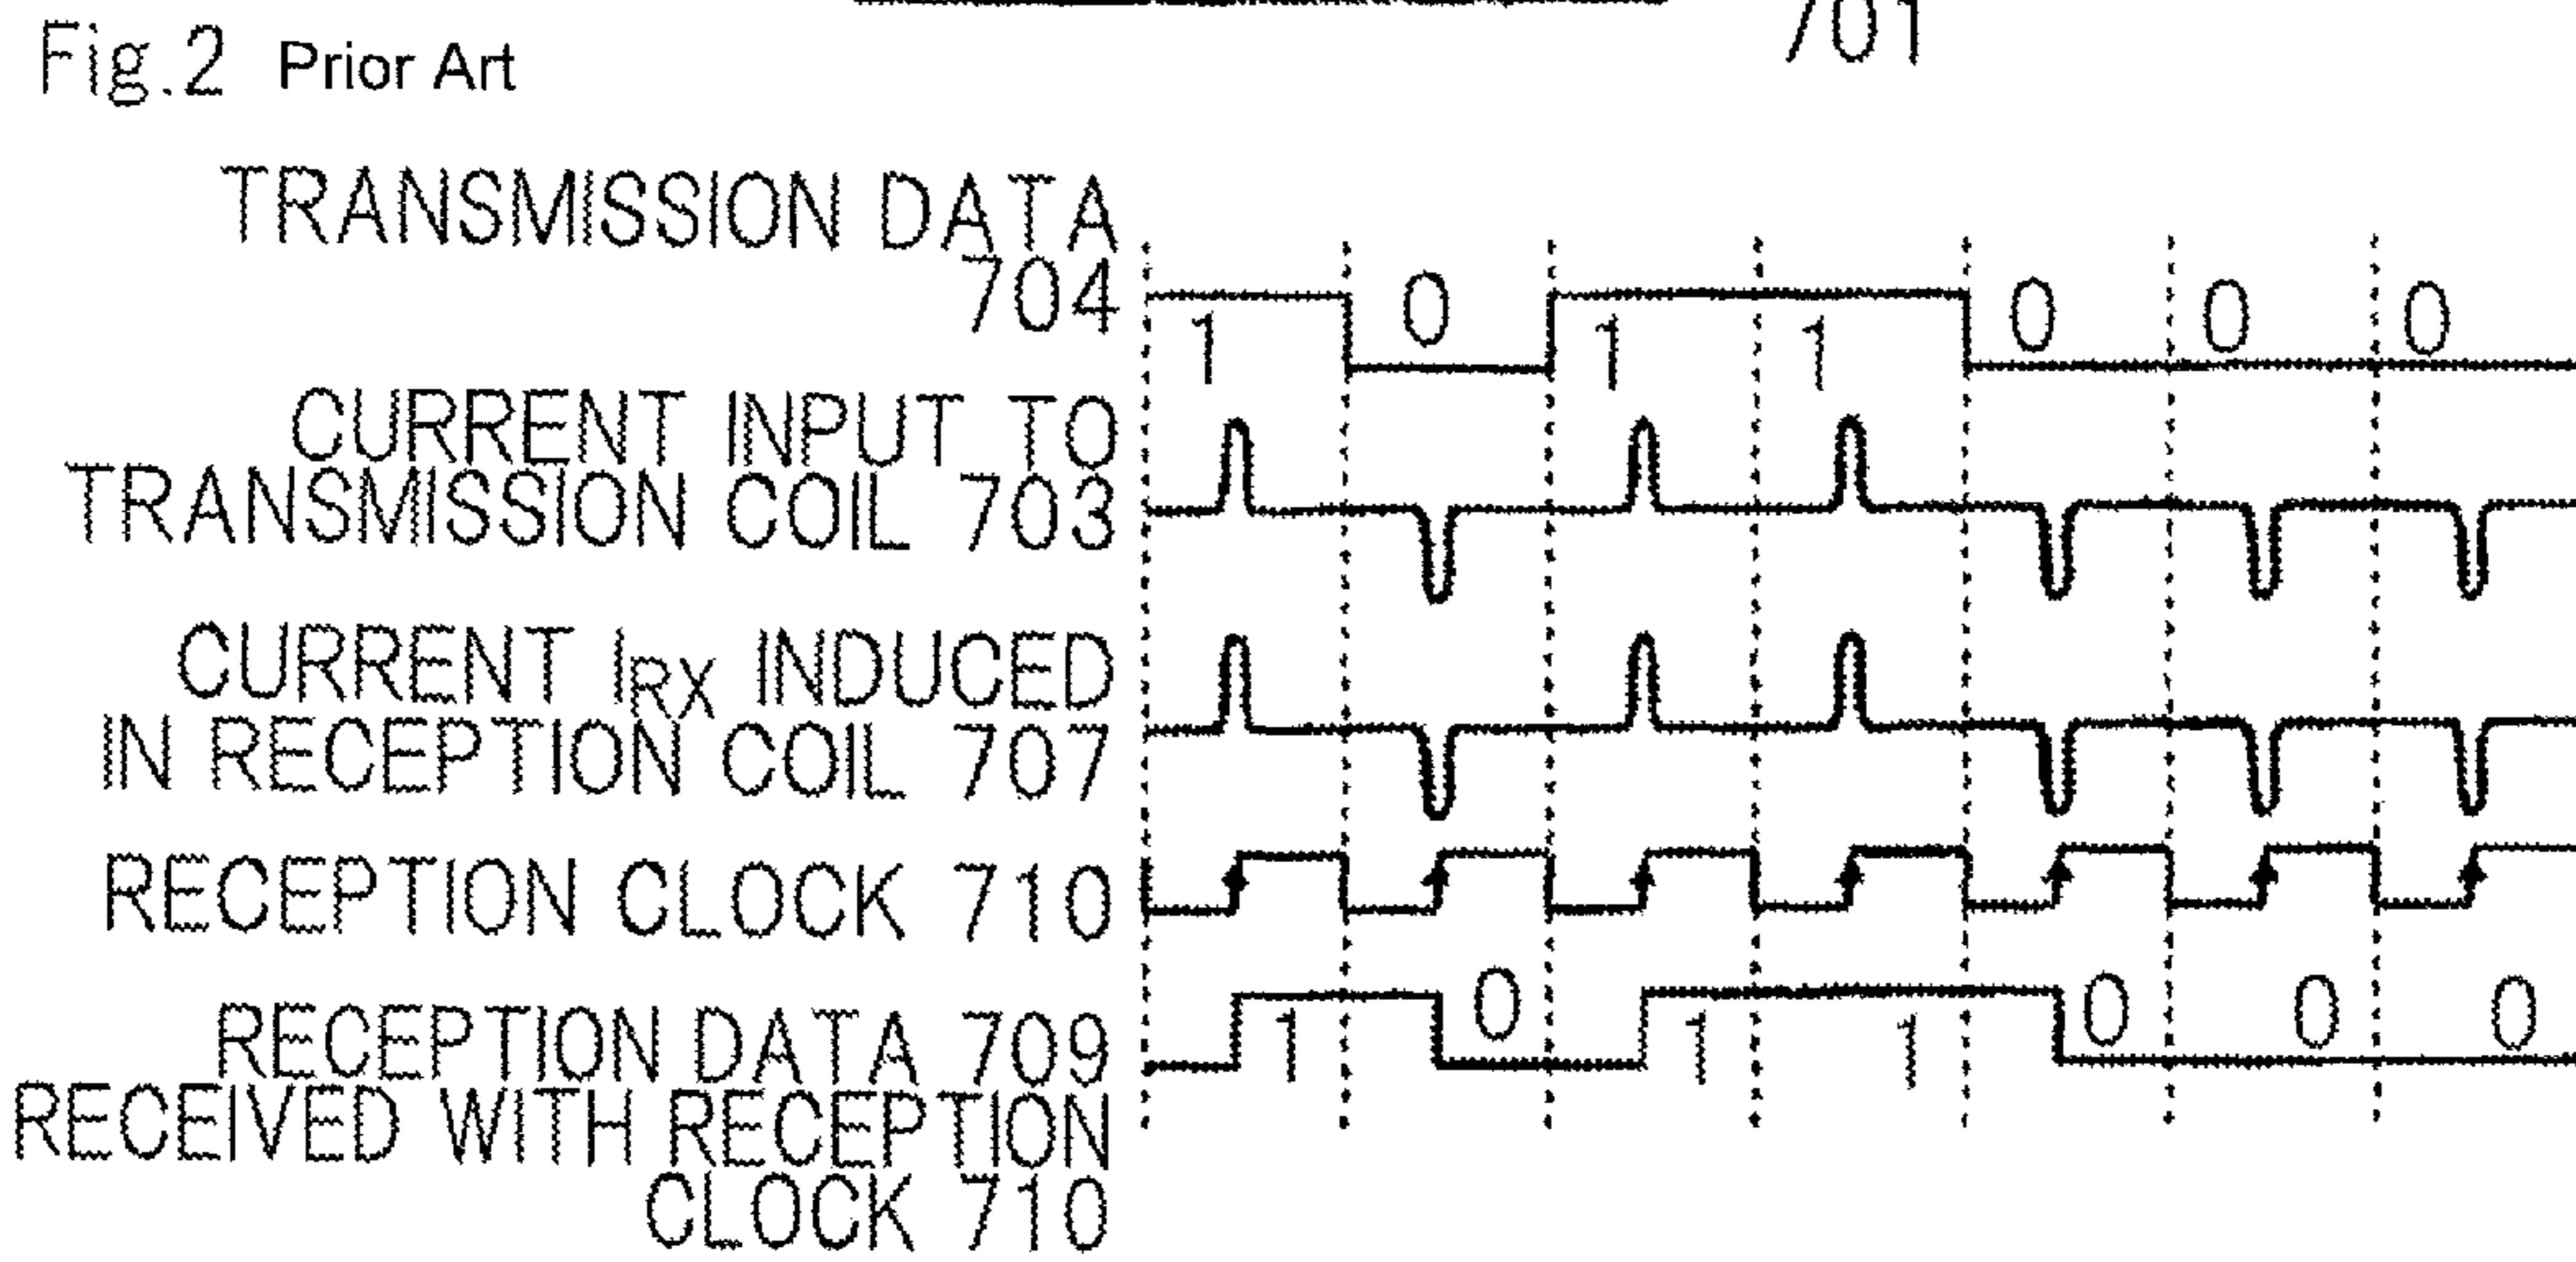 701
Fig.2 Prior Art
TRANSMISSION DATA
704
1 0 1 1 0 0 0
CURRENT INPUT TO
TRANSMISSION COIL 703
CURRENT IRX INDUCED
IN RECEPTION COIL 707
RECEPTION CLOCK 710
RECEPTION DATA 709
1 0 1 1 0 0 0
RECEIVED WITH RECEPTION
CLOCK 710